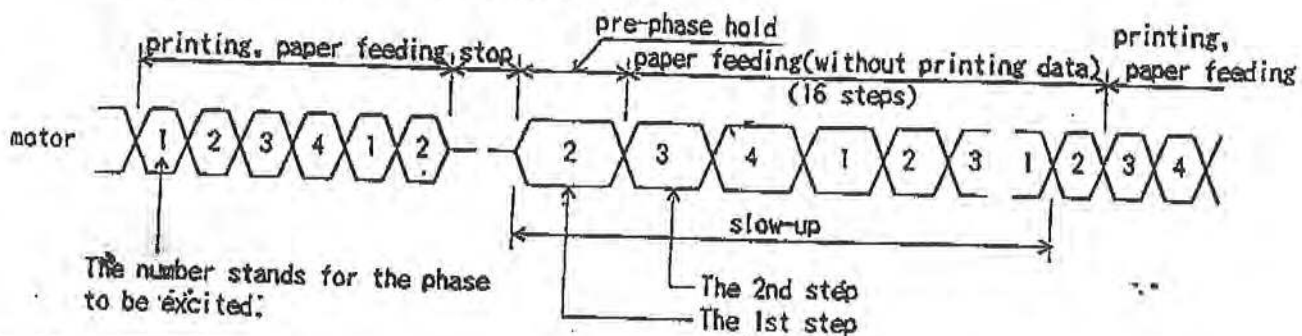 pre-phase hold
printing, paper feeding stop
paper feeding(without printing data)
(16 steps)
printing,
paper feeding
motor
1 2 3 4 1 2 2 3 4 1 2 3 1 2 3 4
slow-up
The number stands for the phase
to be excited.
The 2nd step
The 1st step